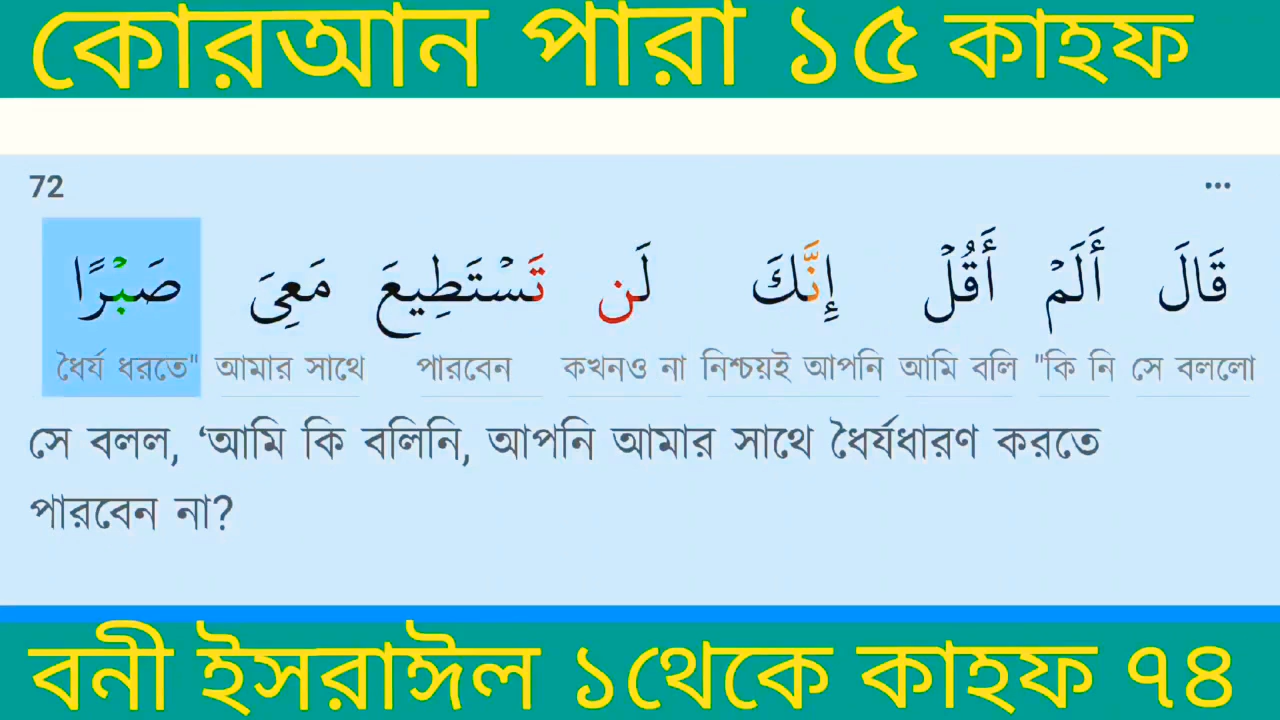 কোরআন পারা ১৫ কাহফ
72
قَالَ أَلَمْ أَقُلْ إِنَّكَ لَن تَسْتَطِيعَ مَعِىَ صَبْرًا
ধৈর্য ধরতে" আমার সাথে পারবেন কখনও না নিশ্চয়ই আপনি আমি বলি "কি নি সে বললো
সে বলল, ‘আমি কি বলিনি, আপনি আমার সাথে ধৈর্যধারণ করতে
পারবেন না?
বনী ইসরাঈল ১থেকে কাহফ ৭৪